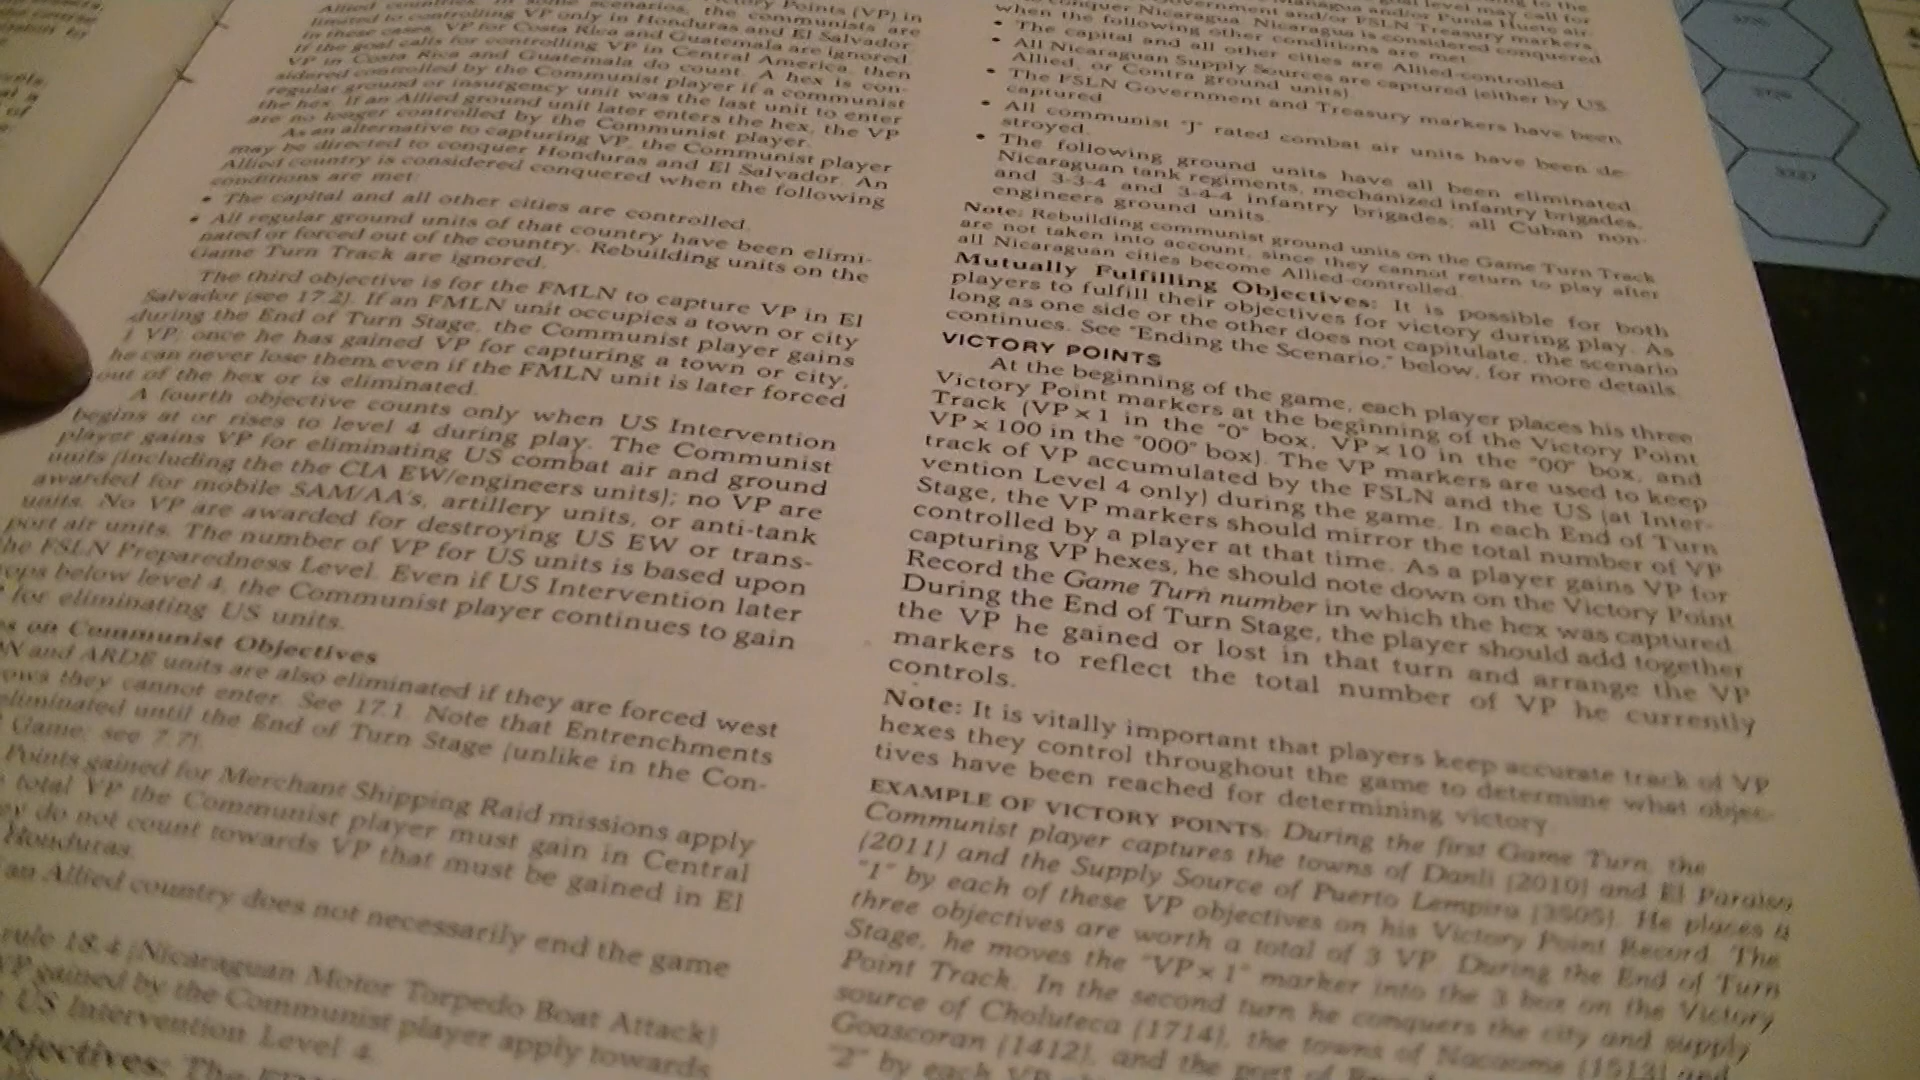 Points (VP) in
Allied countries. In some scenarios, the communists are
limited to controlling VP only in Honduras and El Salvador.
In these cases, VP for Costa Rica and Guatemala are ignored.
If the goal calls for controlling VP in Central America, then
VP in Costa Rica and Guatemala do count. A hex is con-
sidered controlled by the Communist player if a communist
regular ground or insurgency unit was the last unit to enter
the hex. If an Allied ground unit later enters the hex, the VP
are no longer controlled by the Communist player.
As an alternative to capturing VP, the Communist player
may be directed to conquer Honduras and El Salvador. An
Allied country is considered conquered when the following
conditions are met:
• The capital and all other cities are controlled.
• All regular ground units of that country have been elimi-
nated or forced out of the country. Rebuilding units on the
Game Turn Track are ignored.
The third objective is for the FMLN to capture VP in El
Salvador (see 17.2). If an FMLN unit occupies a town or city
during the End of Turn Stage, the Communist player gains
1 VP; once he has gained VP for capturing a town or city,
he can never lose them even if the FMLN unit is later forced
out of the hex or is eliminated.
A fourth objective counts only when US Intervention
begins at or rises to level 4 during play. The Communist
player gains VP for eliminating US combat air and ground
units (including the the CIA EW/engineers units); no VP are
awarded for mobile SAM/AA's, artillery units, or anti-tank
units. No VP are awarded for destroying US EW or trans-
port air units. The number of VP for US units is based upon
the FSLN Preparedness Level. Even if US Intervention later
below level 4, the Communist player continues to gain
for eliminating US units.
on Communist Objectives
and ARDE units are also eliminated if they are forced west
they cannot enter. See 17.1. Note that Entrenchments
eliminated until the End of Turn Stage (unlike in the Con-
Game; see 7.7).
Points gained for Merchant Shipping Raid missions apply
total VP the Communist player must gain in Central
do not count towards VP that must be gained in El
Honduras.
an Allied country does not necessarily end the game
rule 18.4 (Nicaraguan Motor Torpedo Boat Attack)
VP gained by the Communist player apply towards
US Intervention Level 4.
The
level may call for
Managua and/or Punta Huete air-
Government and/or FSLN Treasury markers,
conquer Nicaragua. Nicaragua is considered conquered
when the following other conditions are met.
• The capital and all other cities are Allied-controlled.
• All Nicaraguan Supply Sources are captured (either by US
Allied, or Contra ground units).
• The FSLN Government and Treasury markers have been
captured.
• All communist "J" rated combat air units have been de-
stroyed.
• The following ground units have all been eliminated:
Nicaraguan tank regiments, mechanized infantry brigades,
and 3-3-4 and 3-4-4 infantry brigades; all Cuban non-
engineers ground units.
Note: Rebuilding communist ground units on the Game Turn Track
are not taken into account, since they cannot return to play after
all Nicaraguan cities become Allied-controlled.
Mutually Fulfilling Objectives: It is possible for both
players to fulfill their objectives for victory during play. As
long as one side or the other does not capitulate, the scenario
continues. See "Ending the Scenario," below, for more details.
VICTORY POINTS
At the beginning of the game, each player places his three
Victory Point markers at the beginning of the Victory Point
Track (VP×1 in the "0" box, VP×10 in the "00" box, and
VP×100 in the "000" box). The VP markers are used to keep
track of VP accumulated by the FSLN and the US (at Inter-
vention Level 4 only) during the game. In each End of Turn
Stage, the VP markers should mirror the total number of VP
controlled by a player at that time. As a player gains VP for
capturing VP hexes, he should note down on the Victory Point
Record the Game Turn number in which the hex was captured.
During the End of Turn Stage, the player should add together
the VP he gained or lost in that turn and arrange the VP
markers to reflect the total number of VP he currently
controls.
Note: It is vitally important that players keep accurate track of VP
hexes they control throughout the game to determine what objec-
tives have been reached for determining victory.
EXAMPLE OF VICTORY POINTS: During the first Game Turn, the
Communist player captures the towns of Danli (2010) and El Paraiso
(2011) and the Supply Source of Puerto Lempira (3505). He places a
"1" by each of these VP objectives on his Victory Point Record. The
three objectives are worth a total of 3 VP. During the End of Turn
Stage, he moves the "VP×1" marker into the 3 box on the Victory
Point Track. In the second turn he conquers the city and supply
source of Choluteca (1714), the towns of Nacaome (1513) and
Goascoran (1412), and the port of
"2" by each VP